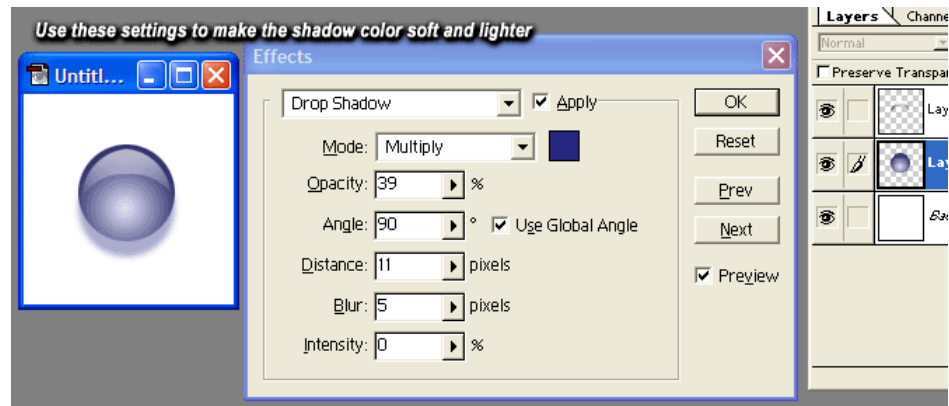 Use these settings to make the shadow color soft and lighter
Untitl...
Effects
Drop Shadow
Apply
OK
Mode: Multiply
Reset
Opacity: 39 %
Prev
Angle: 90 ° Use Global Angle
Next
Distance: 11 pixels
Preview
Blur: 5 pixels
Intensity: 0 %
Layers
Normal
Preserve